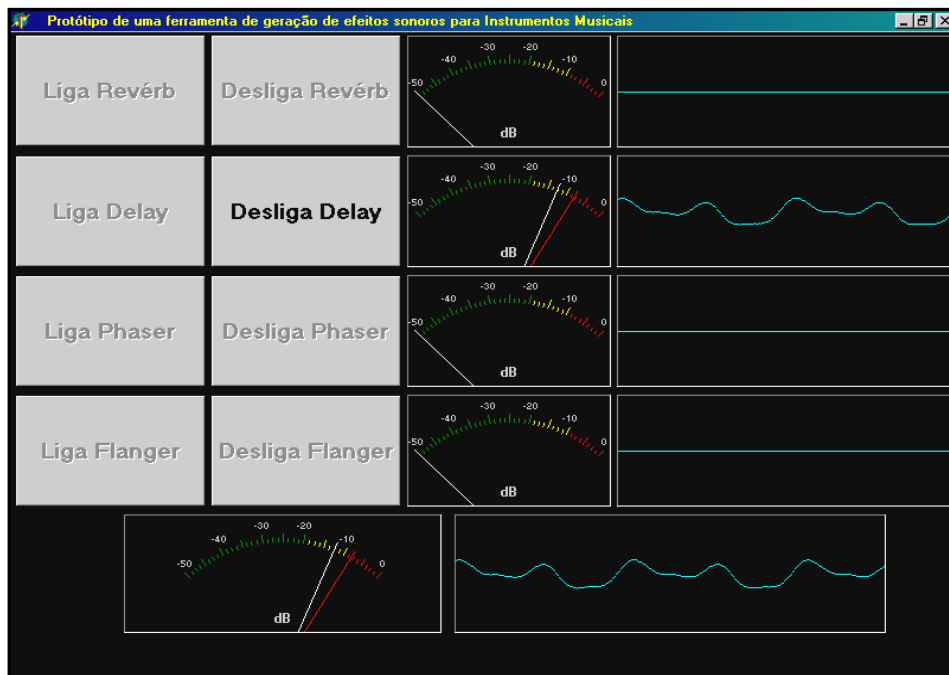 Protótipo de uma ferramenta de geração de efeitos sonoros para Instrumentos Musicais
Liga Revérb
Desliga Revérb
-50 -40 -30 -20 -10 0
dB
Liga Delay
Desliga Delay
-50 -40 -30 -20 -10 0
dB
Liga Phaser
Desliga Phaser
-50 -40 -30 -20 -10 0
dB
Liga Flanger
Desliga Flanger
-50 -40 -30 -20 -10 0
dB
-50 -40 -30 -20 -10 0
dB